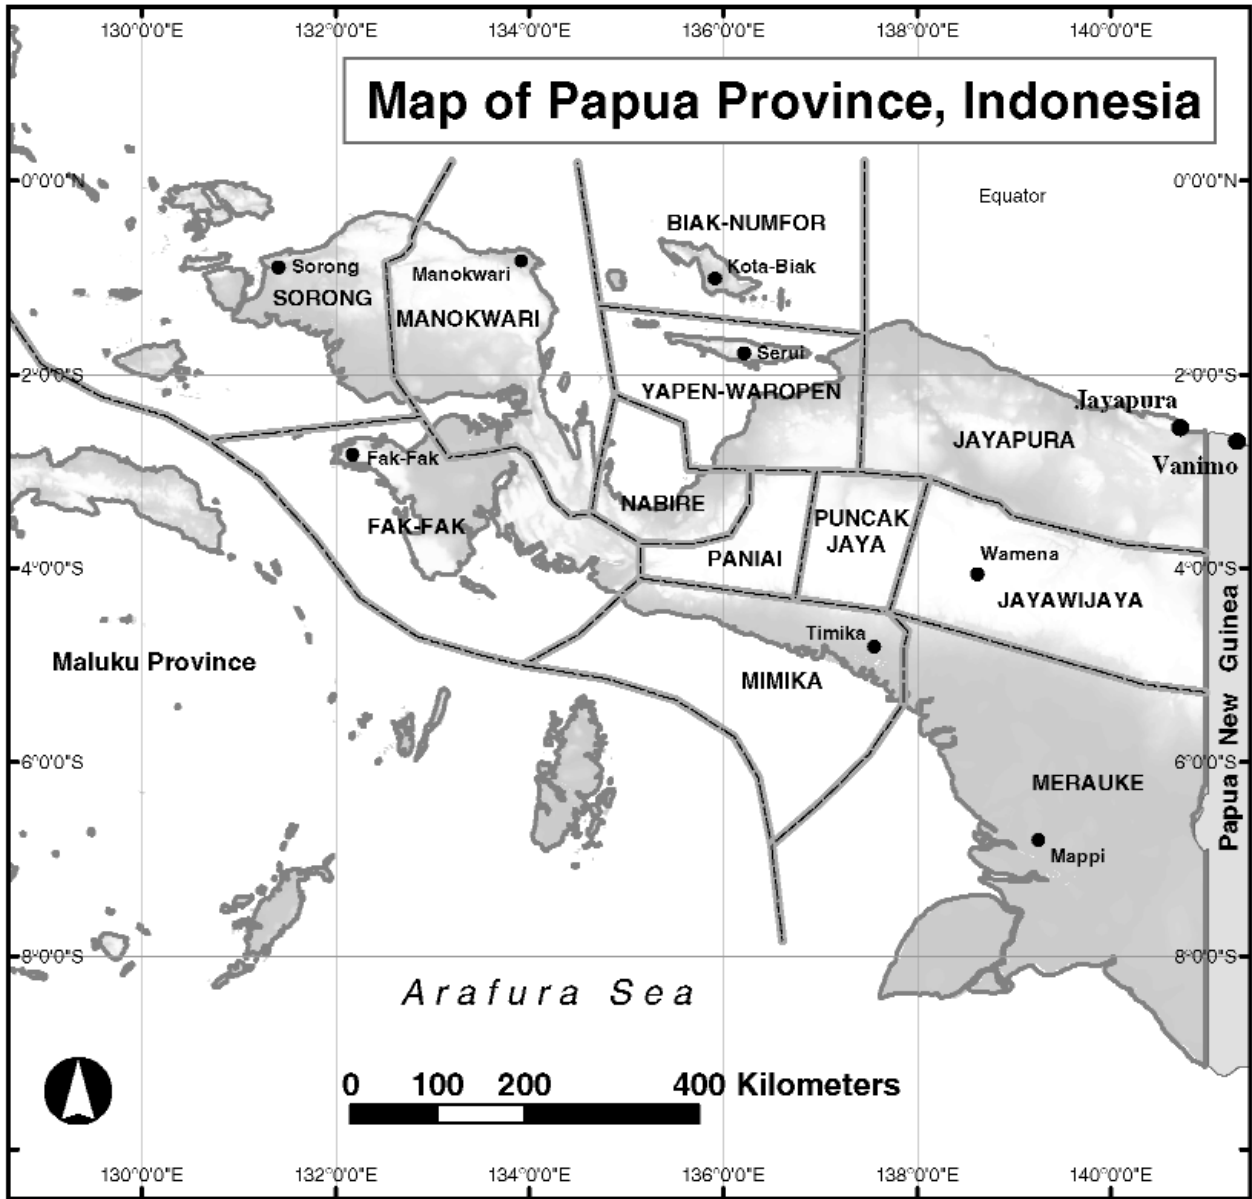 130°0'0"E
132°0'0"E
134°0'0"E
136°0'0"E
138°0'0"E
140°0'0"E
Map of Papua Province, Indonesia
0°0'0"N
0°0'0"S
Equator
BIAK-NUMFOR
Kota-Biak
Sorong
SORONG
Manokwari
MANOKWARI
Serui
2°0'0"S
2°0'0"S
YAPEN-WAROPEN
Jayapura
JAYAPURA
Vanimo
Fak-Fak
FAK-FAK
NABIRE
PUNCAK
JAYA
PANIAI
Wamena
4°0'0"S
4°0'0"S
JAYAWIJAYA
Timika
MIMIKA
Maluku Province
Papua New Guinea
6°0'0"S
6°0'0"S
MERAUKE
Mappi
8°0'0"S
8°0'0"S
Arafura Sea
0 100 200 400 Kilometers
130°0'0"E
132°0'0"E
134°0'0"E
136°0'0"E
138°0'0"E
140°0'0"E